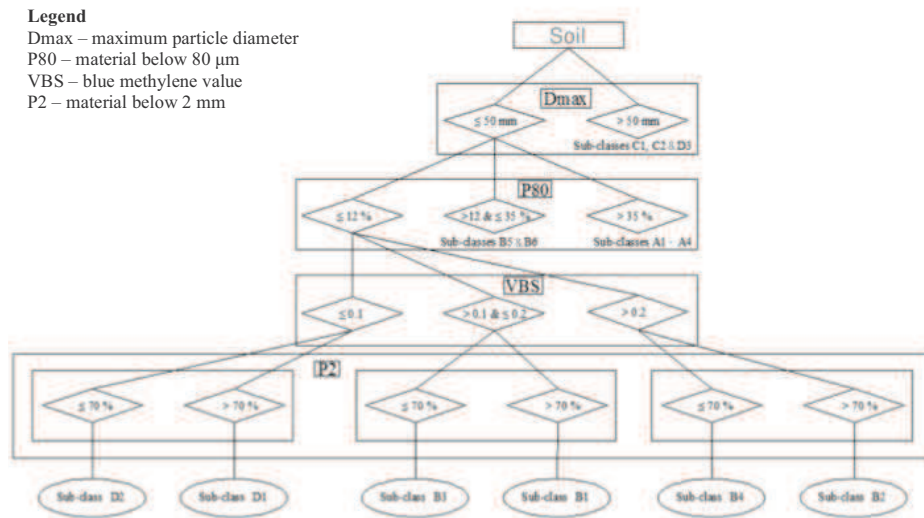 Legend
Dmax – maximum particle diameter
P80 – material below 80 μm
VBS – blue methylene value
P2 – material below 2 mm
Soil
Dmax
≤ 50 mm
> 50 mm
Sub-classes C1, C2 & D3
P80
≤ 12 %
>12 & ≤ 35 %
> 35 %
Sub-classes B5 & B6
Sub-classes A1 - A4
VBS
≤ 0.1
> 0.1 & ≤ 0.2
> 0.2
P2
≤ 70 %
> 70 %
≤ 70 %
> 70 %
≤ 70 %
> 70 %
Sub-class D2
Sub-class D1
Sub-class B3
Sub-class B1
Sub-class B4
Sub-class B2